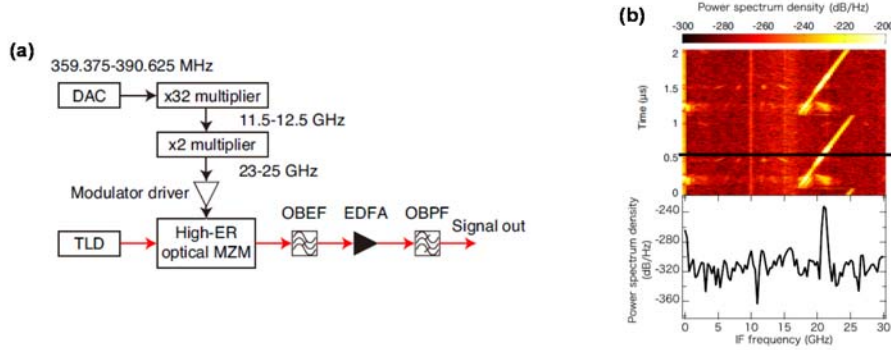 (a)
359.375-390.625 MHz
DAC
x32 multiplier
11.5-12.5 GHz
x2 multiplier
23-25 GHz
Modulator driver
TLD
High-ER
optical MZM
OBEF
EDFA
OBPF
Signal out
(b)
Power spectrum density (dB/Hz)
-300 -280 -260 -240 -220 -200
Time (μs)
2
1.5
1
0.5
0
Power spectrum density
(dB/Hz)
-240
-280
-320
-360
0 5 10 15 20 25 30
IF frequency (GHz)